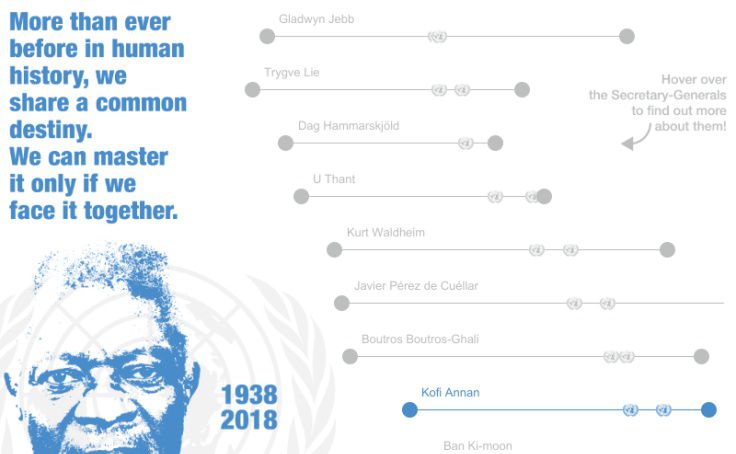 More than ever
before in human
history, we
share a common
destiny.
We can master
it only if we
face it together.
1938
2018
Gladwyn Jebb
Trygve Lie
Hover over
the Secretary-Generals
to find out more
about them!
Dag Hammarskjöld
U Thant
Kurt Waldheim
Javier Pérez de Cuéllar
Boutros Boutros-Ghali
Kofi Annan
Ban Ki-moon